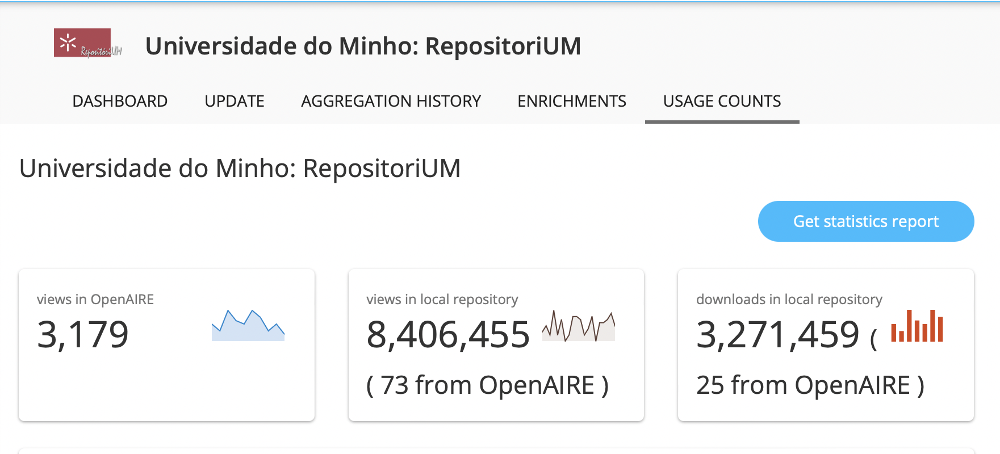 RepositóriUM
Universidade do Minho: RepositoriUM
DASHBOARD UPDATE AGGREGATION HISTORY ENRICHMENTS USAGE COUNTS
Universidade do Minho: RepositoriUM
Get statistics report
views in OpenAIRE
3,179
views in local repository
8,406,455
( 73 from OpenAIRE )
downloads in local repository
3,271,459 (
25 from OpenAIRE )